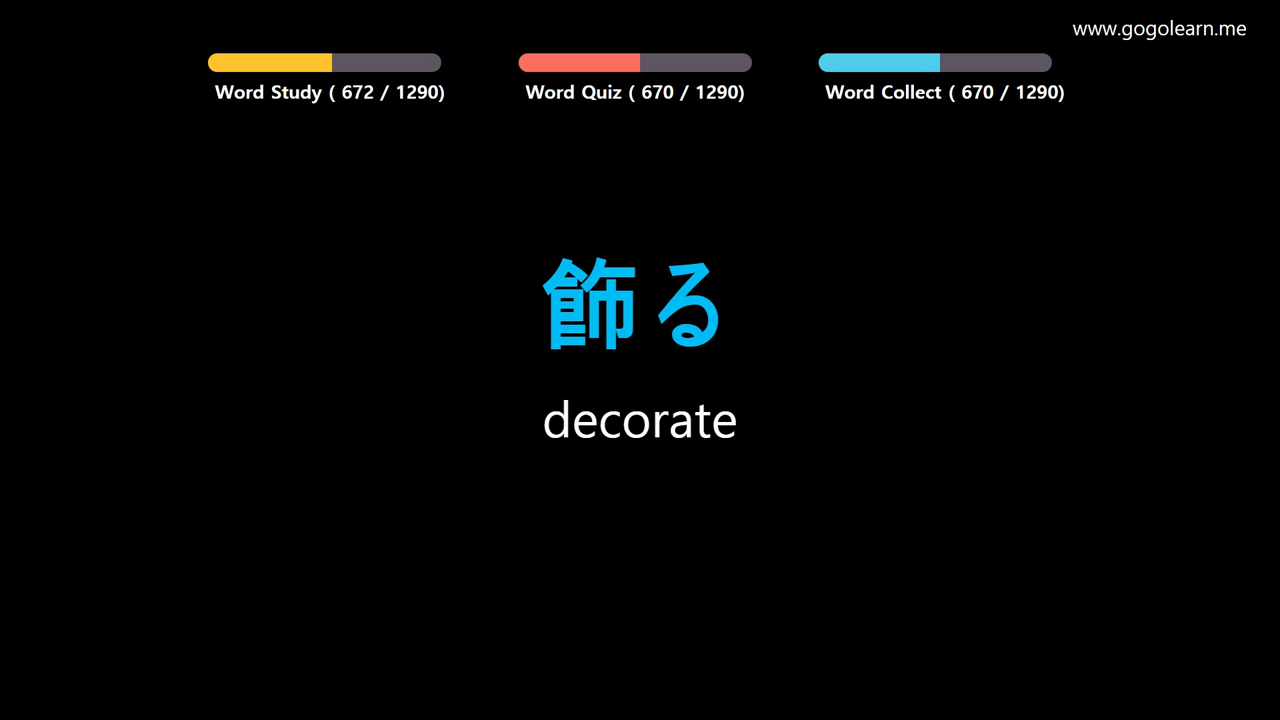 www.gogolearn.me
Word Study ( 672 / 1290) Word Quiz ( 670 / 1290) Word Collect ( 670 / 1290)
飾る
decorate